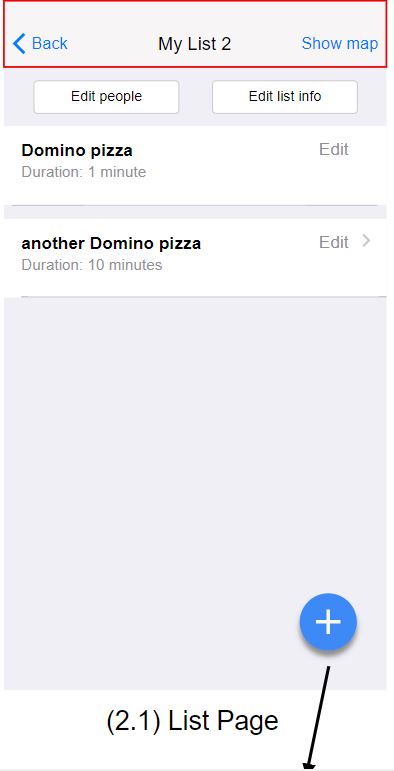 Back My List 2 Show map
Edit people Edit list info
Domino pizza Edit
Duration: 1 minute
another Domino pizza Edit
Duration: 10 minutes
(2.1) List Page